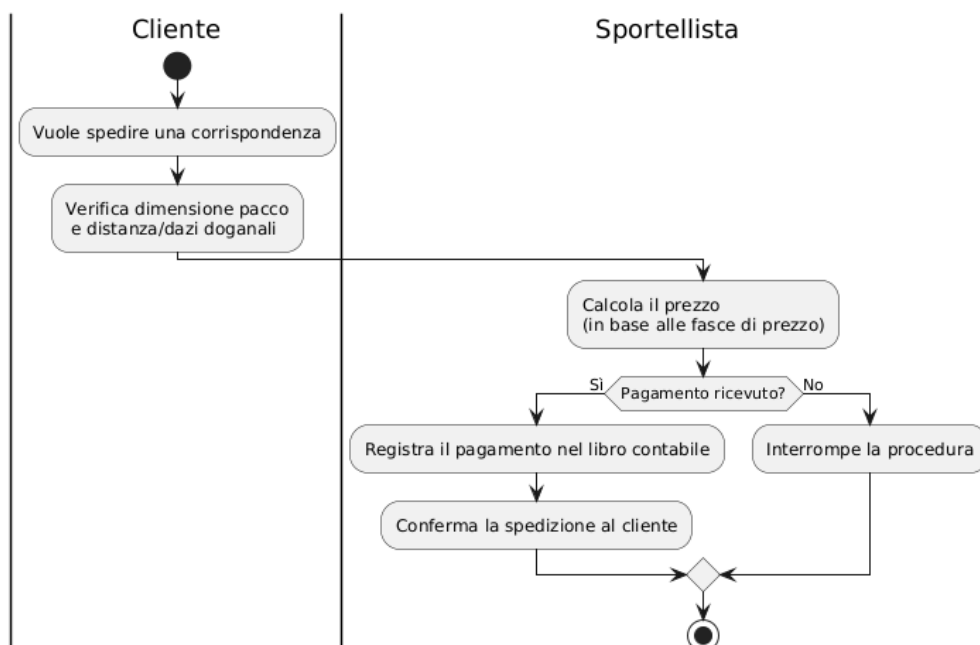 Cliente
Sportellista
Vuole spedire una corrispondenza
Verifica dimensione pacco
e distanza/dazi doganali
Calcola il prezzo
(in base alle fasce di prezzo)
Sì
Pagamento ricevuto?
No
Registra il pagamento nel libro contabile
Interrompe la procedura
Conferma la spedizione al cliente